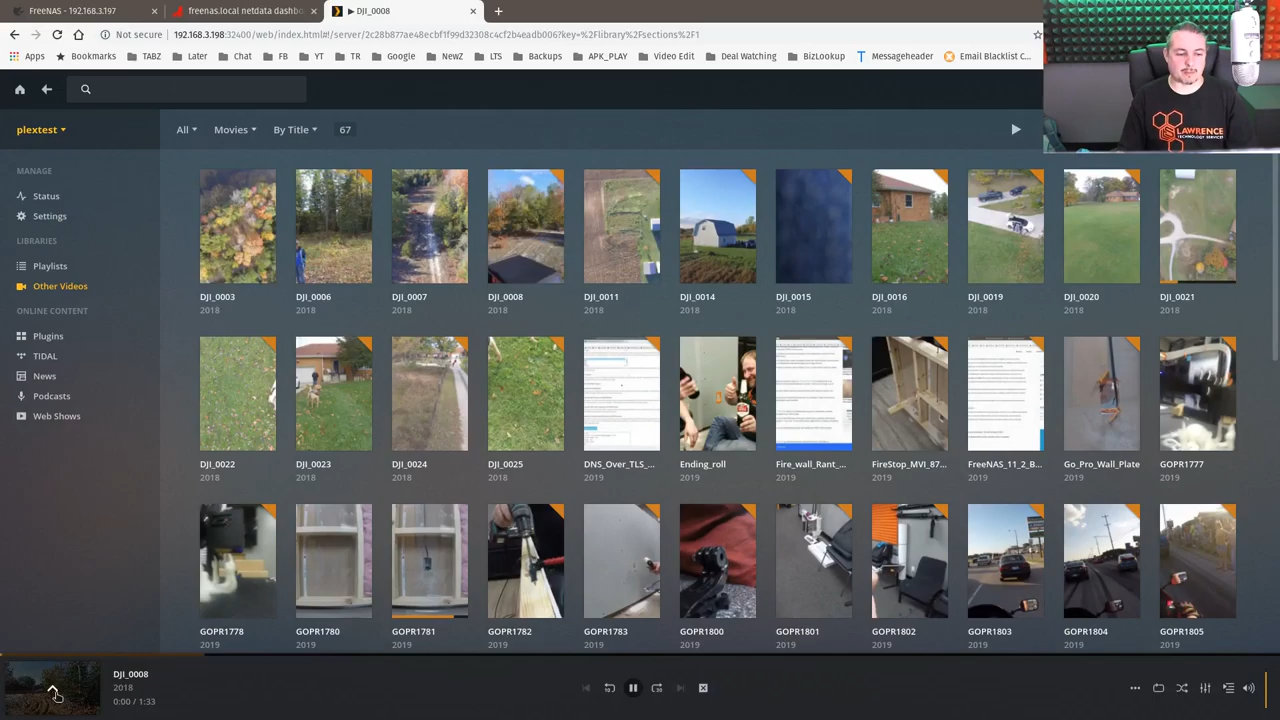 FreeNAS - 192.168.3.197
freenas.local netdata dashbo
▶ DJI_0008
Not secure 192.168.3.198:32400/web/index.html#!/server/2c28b877ae48ecbf1f99d32308c4cf2b4eadb006?key=%2Flibrary%2Fsections%2F1
Apps Bookmarks TABZ Later Chat FB YT TR Google NewZ LTS Backups APK_PLAY Video Edit Deal Watching BizLookup Messageheader Email Blacklist C...
LAWRENCE
TECHNOLOGY SERVICES
plextest
All Movies By Title 67
MANAGE
Status
Settings
LIBRARIES
Playlists
Other Videos
ONLINE CONTENT
Plugins
TIDAL
News
Podcasts
Web Shows
DJI_0003 DJI_0006 DJI_0007 DJI_0008 DJI_0011 DJI_0014 DJI_0015 DJI_0016 DJI_0019 DJI_0020 DJI_0021
2018 2018 2018 2018 2018 2018 2018 2018 2018 2018 2018
DJI_0022 DJI_0023 DJI_0024 DJI_0025 DNS_Over_TLS_... Ending_roll Fire_wall_Rant_... FireStop_MVI_87... FreeNAS_11_2_B... Go_Pro_Wall_Plate GOPR1777
2018 2018 2018 2018 2019 2019 2019 2019 2019 2019 2019
GOPR1778 GOPR1780 GOPR1781 GOPR1782 GOPR1783 GOPR1800 GOPR1801 GOPR1802 GOPR1803 GOPR1804 GOPR1805
2019 2019 2019 2019 2019 2019 2019 2019 2019 2019 2019
DJI_0008
2018
0:00 / 1:33
10
30